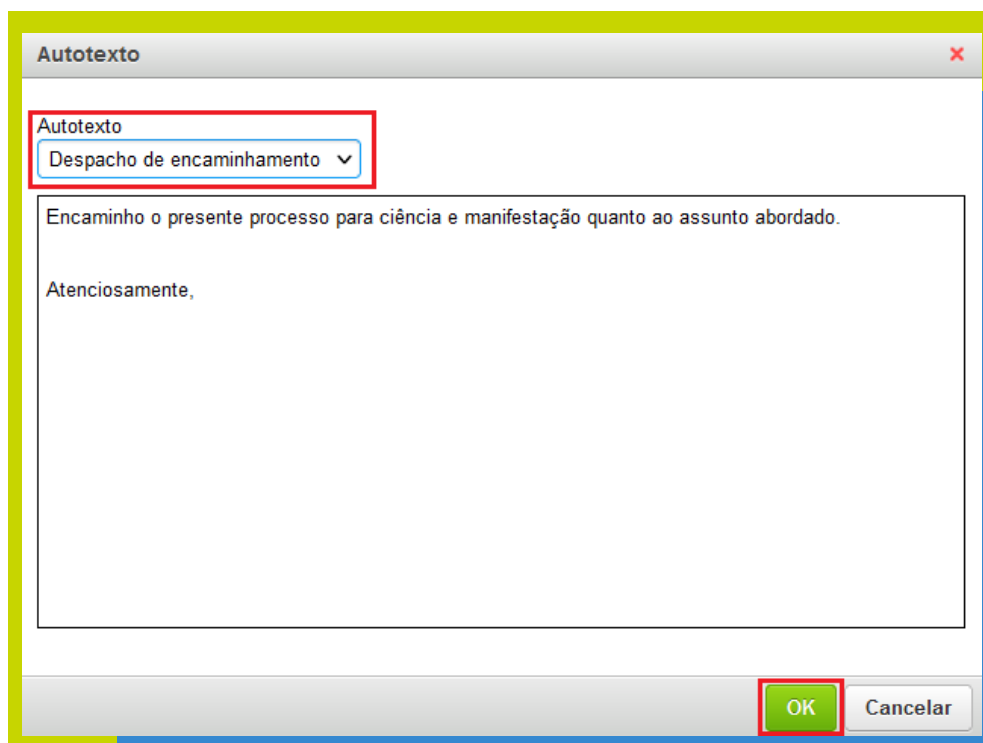 Autotexto
Autotexto
Despacho de encaminhamento
Encaminho o presente processo para ciência e manifestação quanto ao assunto abordado.
Atenciosamente,
OK Cancelar